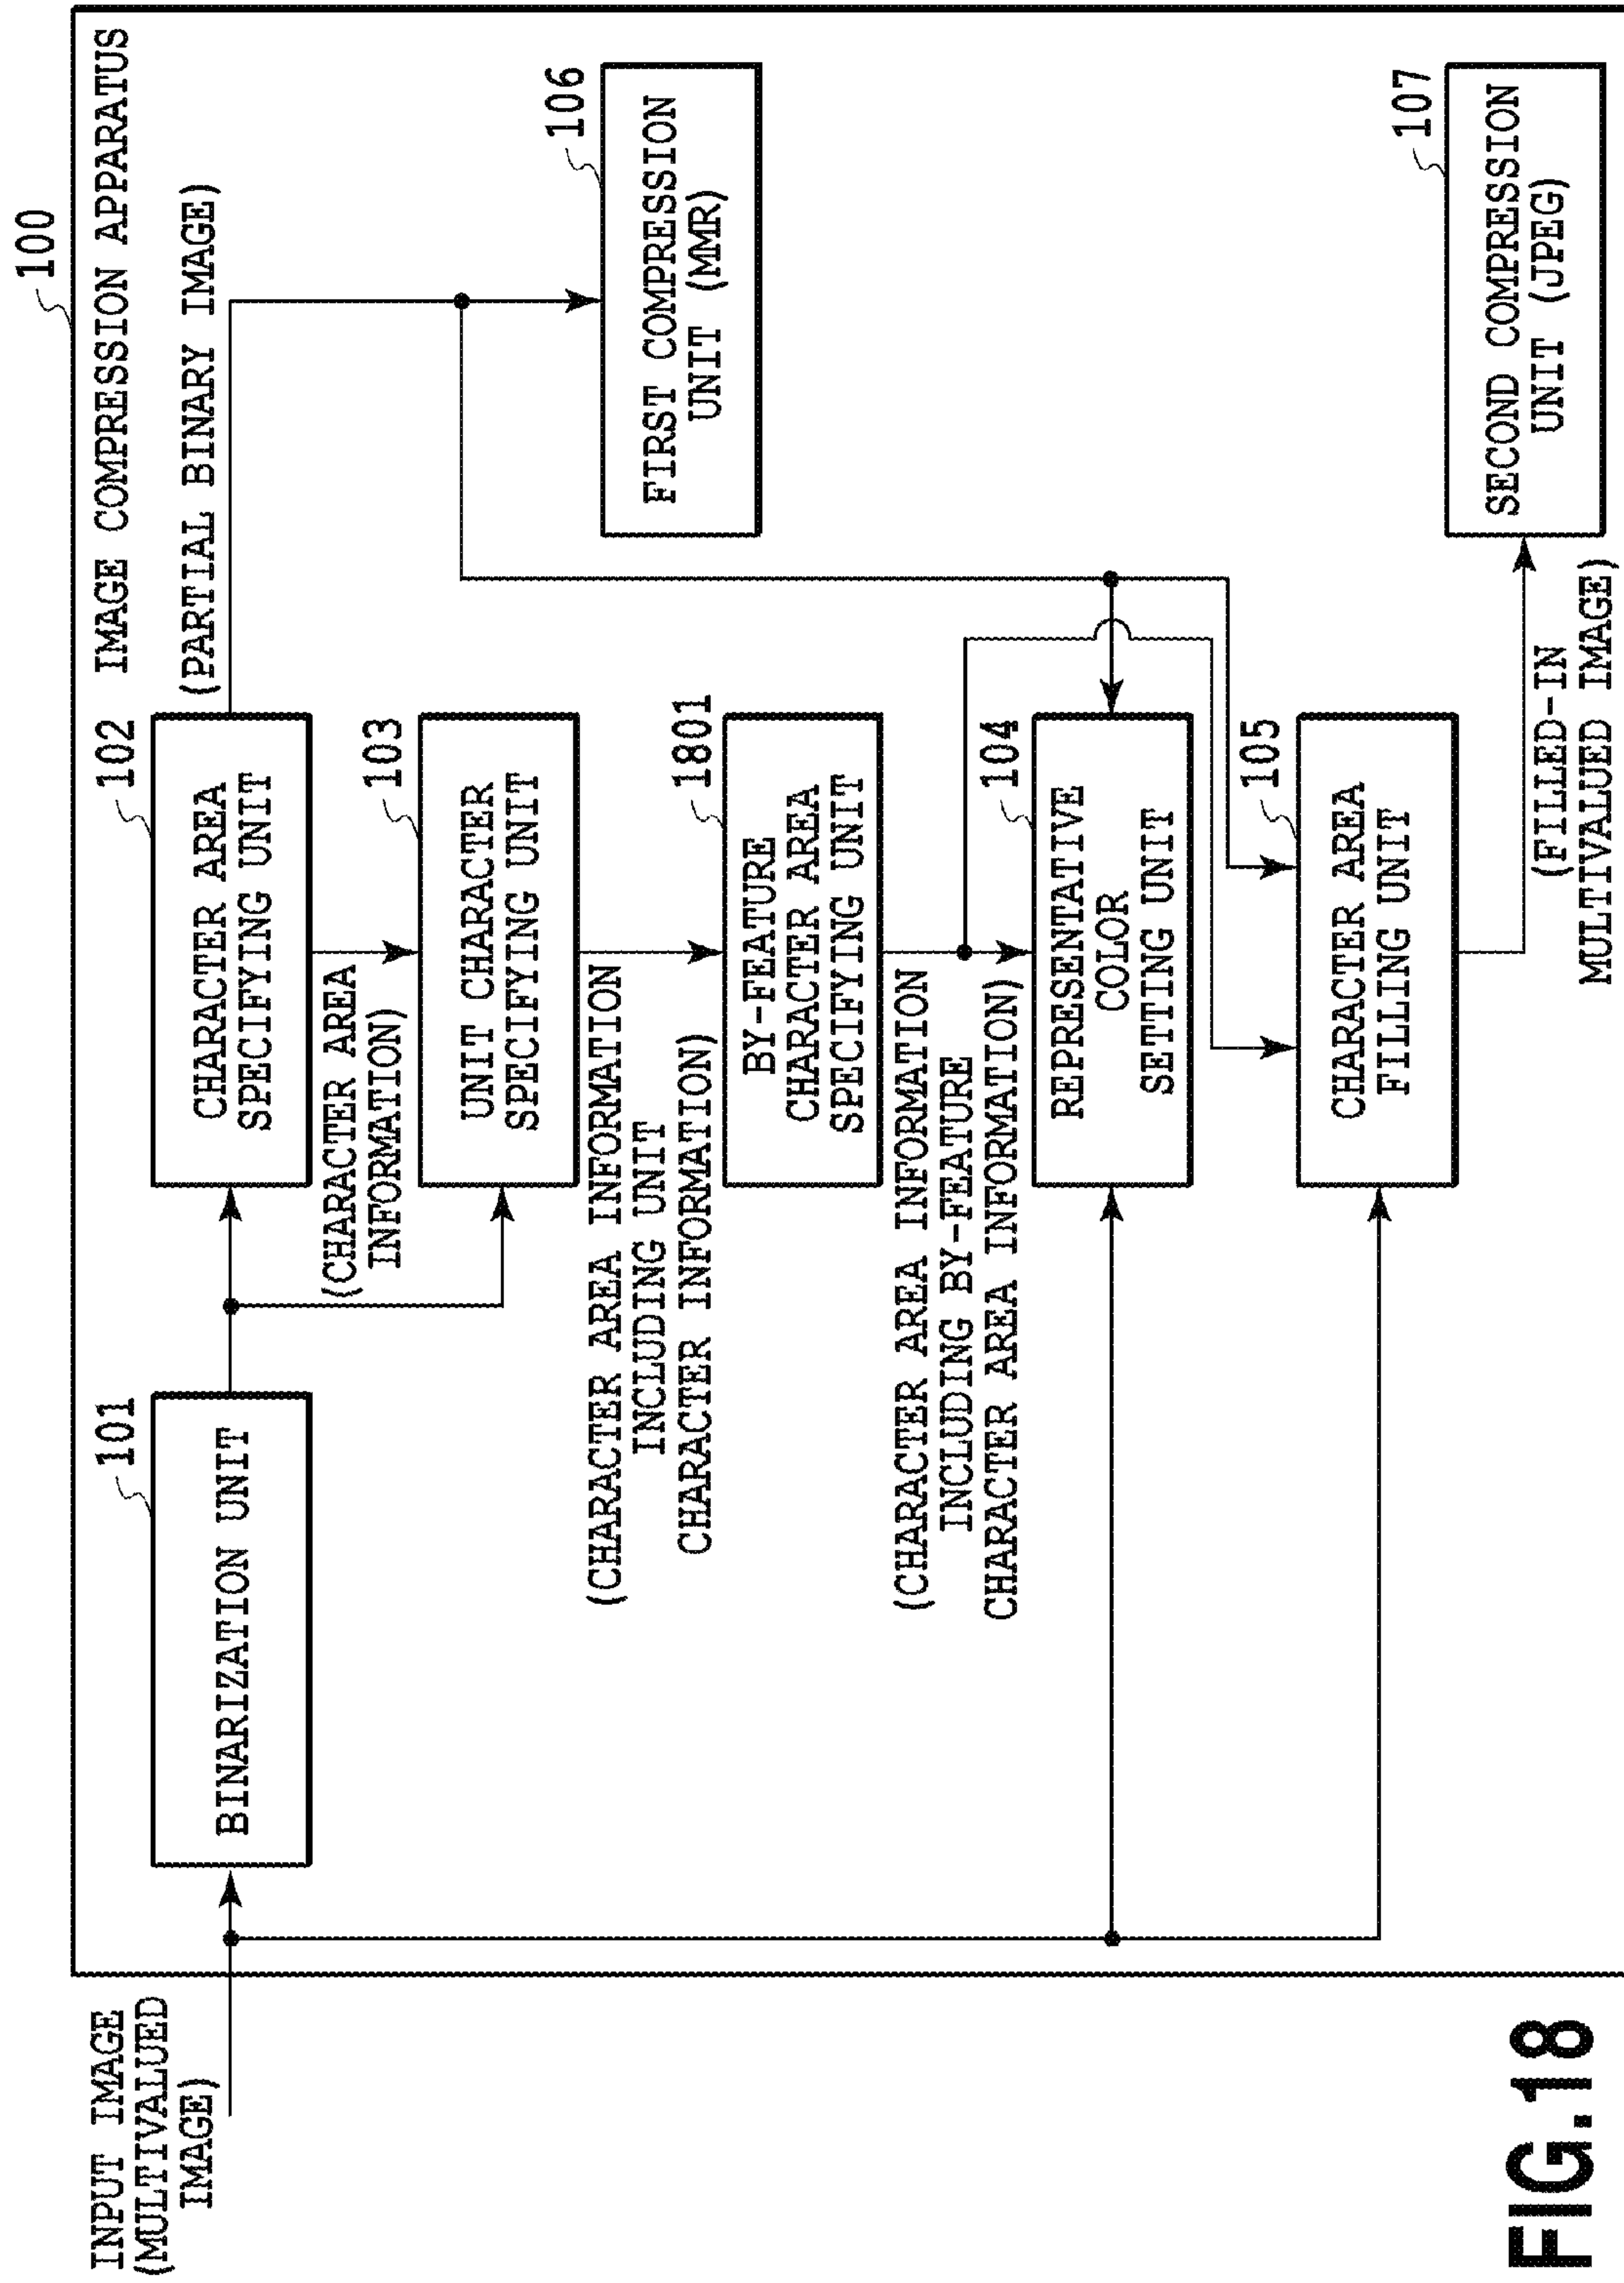 100
IMAGE COMPRESSION APPARATUS
INPUT IMAGE
(MULTIVALUED
IMAGE)
101
BINARIZATION UNIT
102
CHARACTER AREA
SPECIFYING UNIT
(PARTIAL BINARY IMAGE)
(CHARACTER AREA
INFORMATION)
103
UNIT CHARACTER
SPECIFYING UNIT
106
FIRST COMPRESSION
UNIT (MMR)
(CHARACTER AREA INFORMATION
INCLUDING UNIT
CHARACTER INFORMATION)
1801
BY-FEATURE
CHARACTER AREA
SPECIFYING UNIT
(CHARACTER AREA INFORMATION
INCLUDING BY-FEATURE
CHARACTER AREA INFORMATION)
104
REPRESENTATIVE
COLOR
SETTING UNIT
105
CHARACTER AREA
FILLING UNIT
107
SECOND COMPRESSION
UNIT (JPEG)
(FILLED-IN
MULTIVALUED IMAGE)
FIG.18